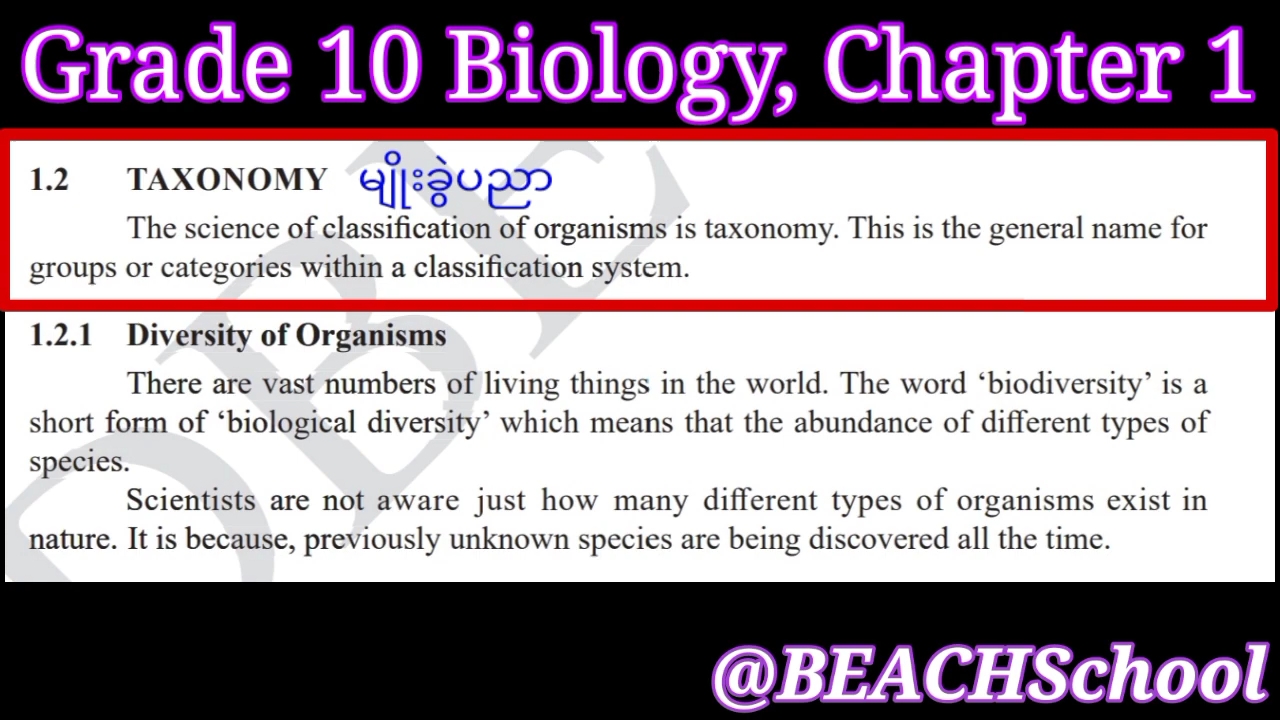 Grade 10 Biology, Chapter 1
1.2 TAXONOMY မျိုးခွဲပညာ
The science of classification of organisms is taxonomy. This is the general name for
groups or categories within a classification system.
1.2.1 Diversity of Organisms
There are vast numbers of living things in the world. The word ‘biodiversity’ is a
short form of ‘biological diversity’ which means that the abundance of different types of
species.
Scientists are not aware just how many different types of organisms exist in
nature. It is because, previously unknown species are being discovered all the time.
@BEACHSchool